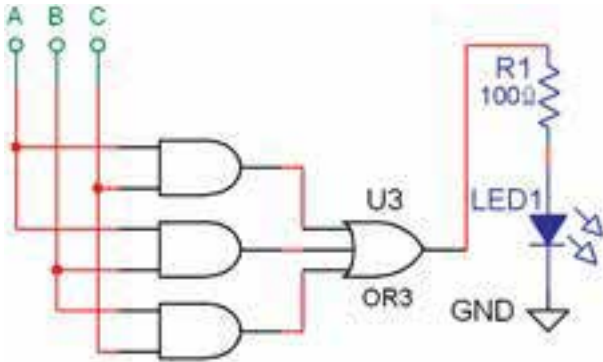 A B C
R1
100Ω
U3
LED1
OR3
GND